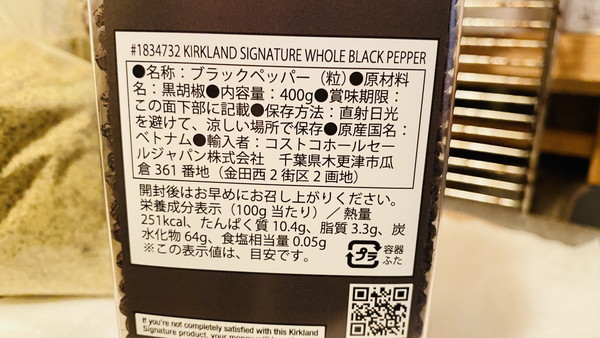 #1834732 KIRKLAND SIGNATURE WHOLE BLACK PEPPER
●名称：ブラックペッパー（粒）●原材料
名：黒胡椒●内容量：400g●賞味期限：
この面下部に記載●保存方法：直射日光
を避けて、涼しい場所で保存●原産国名：
ベトナム●輸入者：コストコホールセー
ルジャパン株式会社　千葉県木更津市瓜
倉 361 番地（金田西 2 街区 2 画地）
開封後はお早めにお召し上がりください。
栄養成分表示（100g 当たり）／熱量
251kcal、たんぱく質 10.4g、脂質 3.3g、炭
水化物 64g、食塩相当量 0.05g
※この表示値は、目安です。
プラ
容器
ふた
If you're not completely satisfied with this Kirkland
Signature product, your money will be